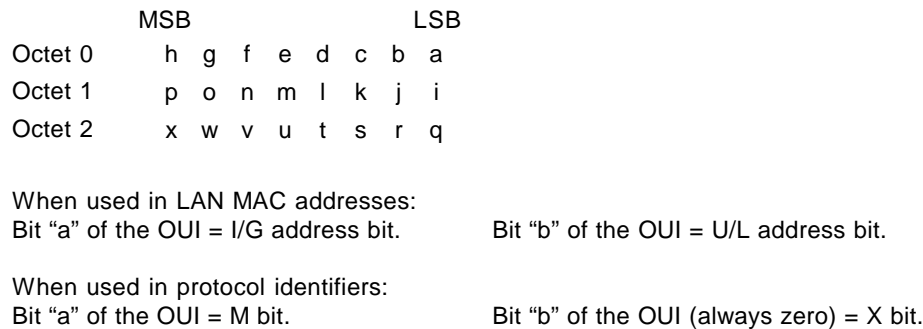 MSB LSB
Octet 0 h g f e d c b a
Octet 1 p o n m l k j i
Octet 2 x w v u t s r q
When used in LAN MAC addresses:
Bit “a” of the OUI = I/G address bit. Bit “b” of the OUI = U/L address bit.
When used in protocol identifiers:
Bit “a” of the OUI = M bit. Bit “b” of the OUI (always zero) = X bit.